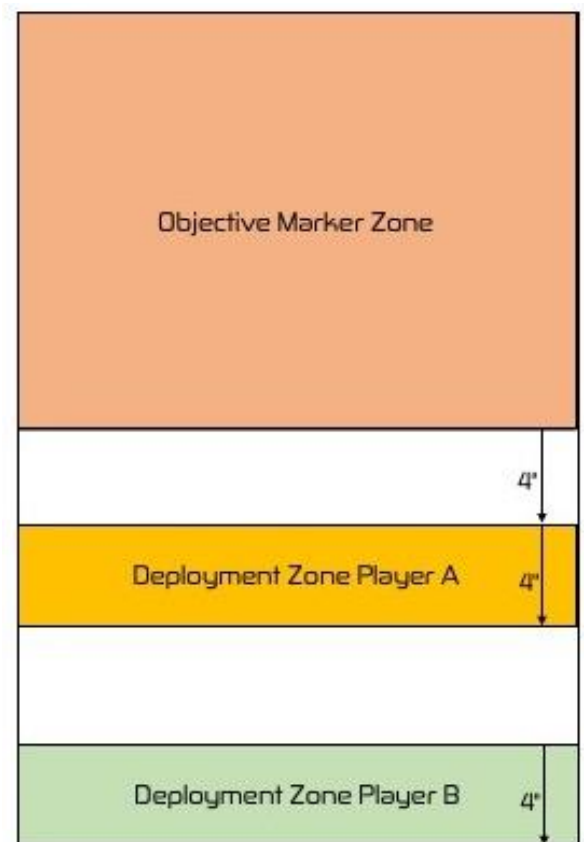 Objective Marker Zone
4"
Deployment Zone Player A
4"
Deployment Zone Player B
4"